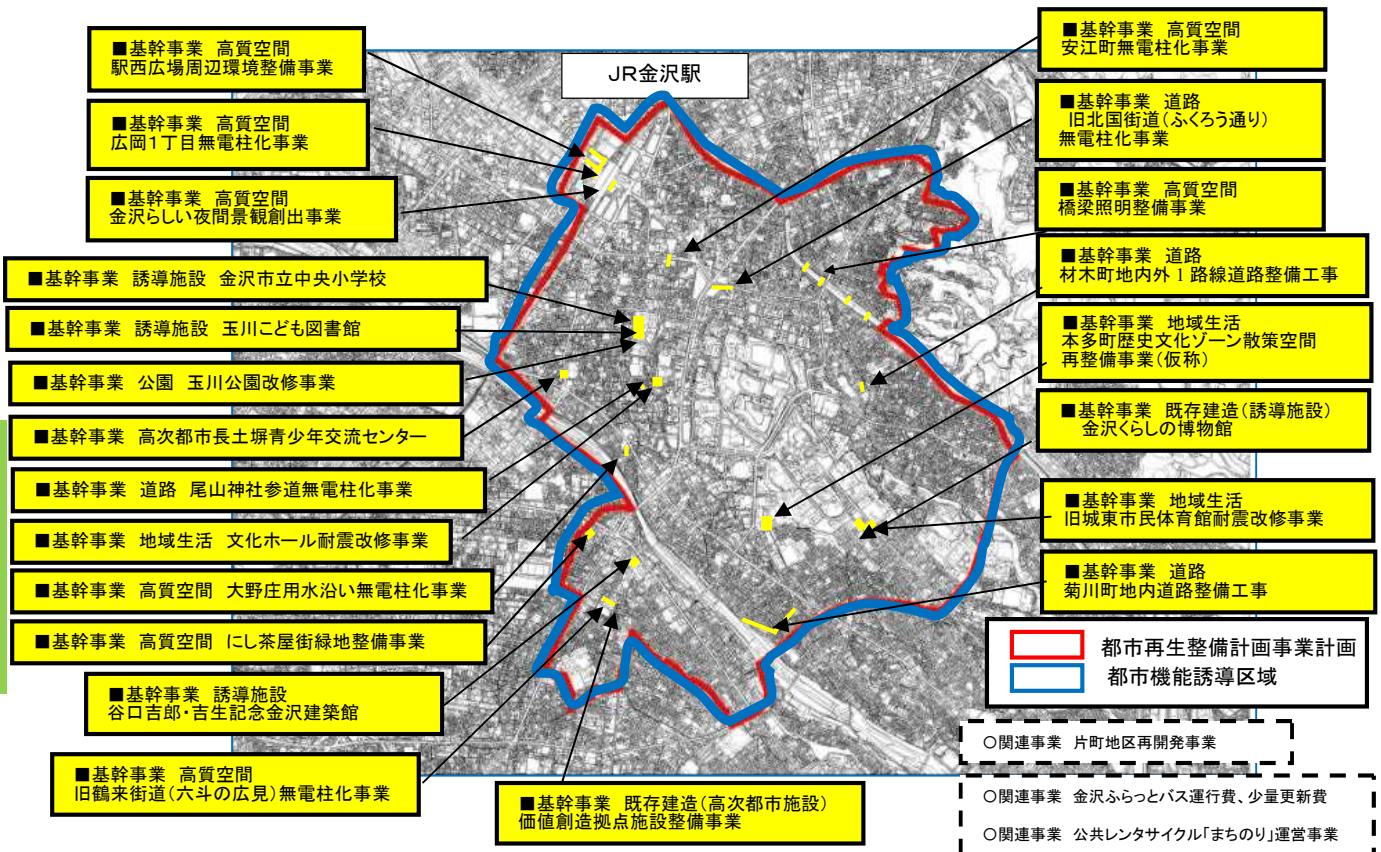 ■基幹事業 高質空間
駅西広場周辺環境整備事業
■基幹事業 高質空間
広岡1丁目無電柱化事業
■基幹事業 高質空間
金沢らしい夜間景観創出事業
■基幹事業 誘導施設 金沢市立中央小学校
■基幹事業 誘導施設 玉川こども図書館
■基幹事業 公園 玉川公園改修事業
■基幹事業 高次都市長土塀青少年交流センター
■基幹事業 道路 尾山神社参道無電柱化事業
■基幹事業 地域生活 文化ホール耐震改修事業
■基幹事業 高質空間 大野庄用水沿い無電柱化事業
■基幹事業 高質空間 にし茶屋街緑地整備事業
■基幹事業 誘導施設
谷口吉郎・吉生記念金沢建築館
■基幹事業 高質空間
旧鶴来街道(六斗の広見)無電柱化事業
■基幹事業 既存建造(高次都市施設)
価値創造拠点施設整備事業
JR金沢駅
■基幹事業 高質空間
安江町無電柱化事業
■基幹事業 道路
旧北国街道(ふくろう通り)
無電柱化事業
■基幹事業 高質空間
橋梁照明整備事業
■基幹事業 道路
材木町地内外1路線道路整備工事
■基幹事業 地域生活
本多町歴史文化ゾーン散策空間
再整備事業(仮称)
■基幹事業 既存建造(誘導施設)
金沢くらしの博物館
■基幹事業 地域生活
旧城東市民体育館耐震改修事業
■基幹事業 道路
菊川町地内道路整備工事
都市再生整備計画事業計画
都市機能誘導区域
○関連事業 片町地区再開発事業
○関連事業 金沢ふらっとバス運行費、少量更新費
○関連事業 公共レンタサイクル「まちのり」運営事業